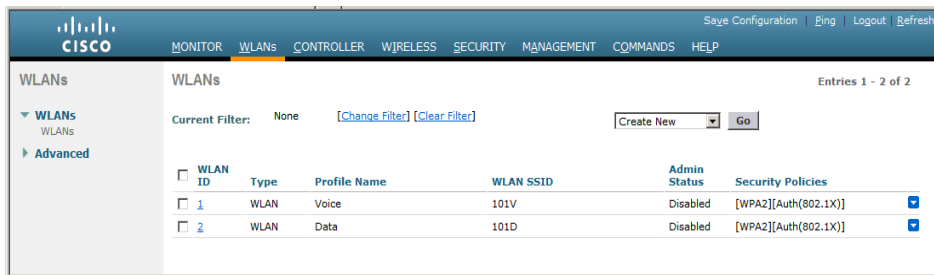 Save Configuration | Ping | Logout | Refresh
CISCO
MONITOR WLANs CONTROLLER WIRELESS SECURITY MANAGEMENT COMMANDS HELP
WLANs
WLANs
WLANs
Advanced
WLANs
Entries 1 - 2 of 2
Current Filter: None [Change Filter] [Clear Filter]
Create New Go
WLAN ID Type Profile Name WLAN SSID Admin Status Security Policies
1 WLAN Voice 101V Disabled [WPA2][Auth(802.1X)]
2 WLAN Data 101D Disabled [WPA2][Auth(802.1X)]